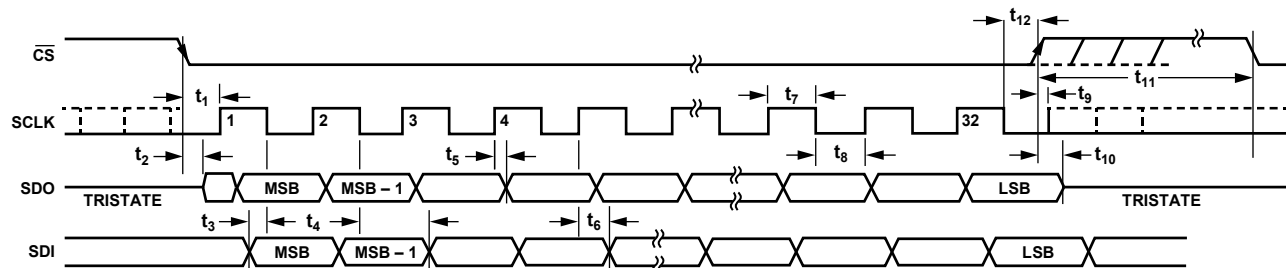 t12
CS
t11
t1
t7
t9
SCLK
1
2
3
4
32
t2
t5
t8
t10
SDO
TRISTATE
MSB
MSB – 1
LSB
TRISTATE
t3
t4
t6
SDI
MSB
MSB – 1
LSB